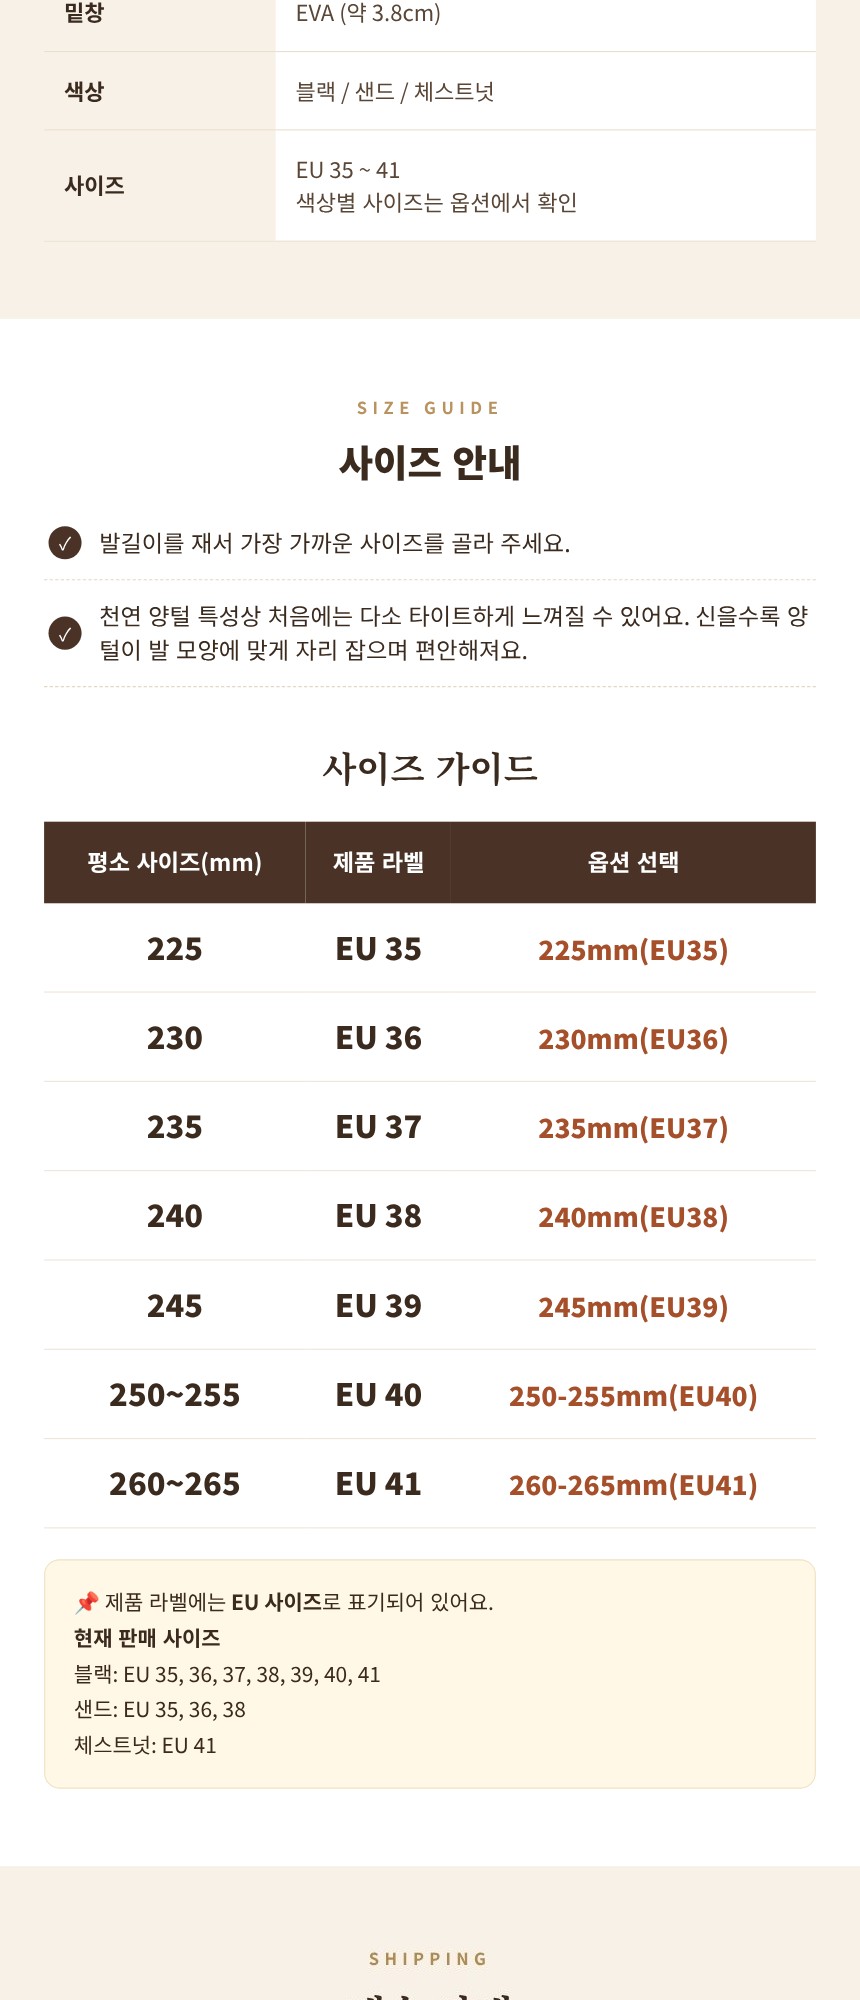 밑창 EVA (약 3.8cm)
색상 블랙 / 샌드 / 체스트넛
사이즈 EU 35 ~ 41
색상별 사이즈는 옵션에서 확인
SIZE GUIDE
사이즈 안내
✓ 발길이를 재서 가장 가까운 사이즈를 골라 주세요.
✓ 천연 양털 특성상 처음에는 다소 타이트하게 느껴질 수 있어요. 신을수록 양
털이 발 모양에 맞게 자리 잡으며 편안해져요.
사이즈 가이드
평소 사이즈(mm) 제품 라벨 옵션 선택
225 EU 35 225mm(EU35)
230 EU 36 230mm(EU36)
235 EU 37 235mm(EU37)
240 EU 38 240mm(EU38)
245 EU 39 245mm(EU39)
250~255 EU 40 250-255mm(EU40)
260~265 EU 41 260-265mm(EU41)
📌 제품 라벨에는 EU 사이즈로 표기되어 있어요.
현재 판매 사이즈
블랙: EU 35, 36, 37, 38, 39, 40, 41
샌드: EU 35, 36, 38
체스트넛: EU 41
SHIPPING